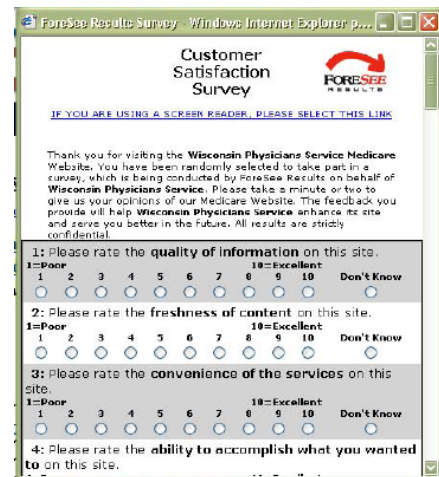 ForeSee Results Survey - Windows Internet Explorer p...
Customer
Satisfaction
Survey
FORESEE
RESULTS
IF YOU ARE USING A SCREEN READER, PLEASE SELECT THIS LINK
Thank you for visiting the Wisconsin Physicians Service Medicare
Website. You have been randomly selected to take part in a
survey, which is being conducted by ForeSee Results on behalf of
Wisconsin Physicians Service. Please take a minute or two to
give us your opinions of our Medicare Website. The feedback you
provide will help Wisconsin Physicians Service enhance its site
and serve you better in the future. All results are strictly
confidential.
1: Please rate the quality of information on this site.
1=Poor 10=Excellent
1 2 3 4 5 6 7 8 9 10 Don't Know
2: Please rate the freshness of content on this site.
1=Poor 10=Excellent
1 2 3 4 5 6 7 8 9 10 Don't Know
3: Please rate the convenience of the services on this
site.
1=Poor 10=Excellent
1 2 3 4 5 6 7 8 9 10 Don't Know
4: Please rate the ability to accomplish what you wanted
to on this site.